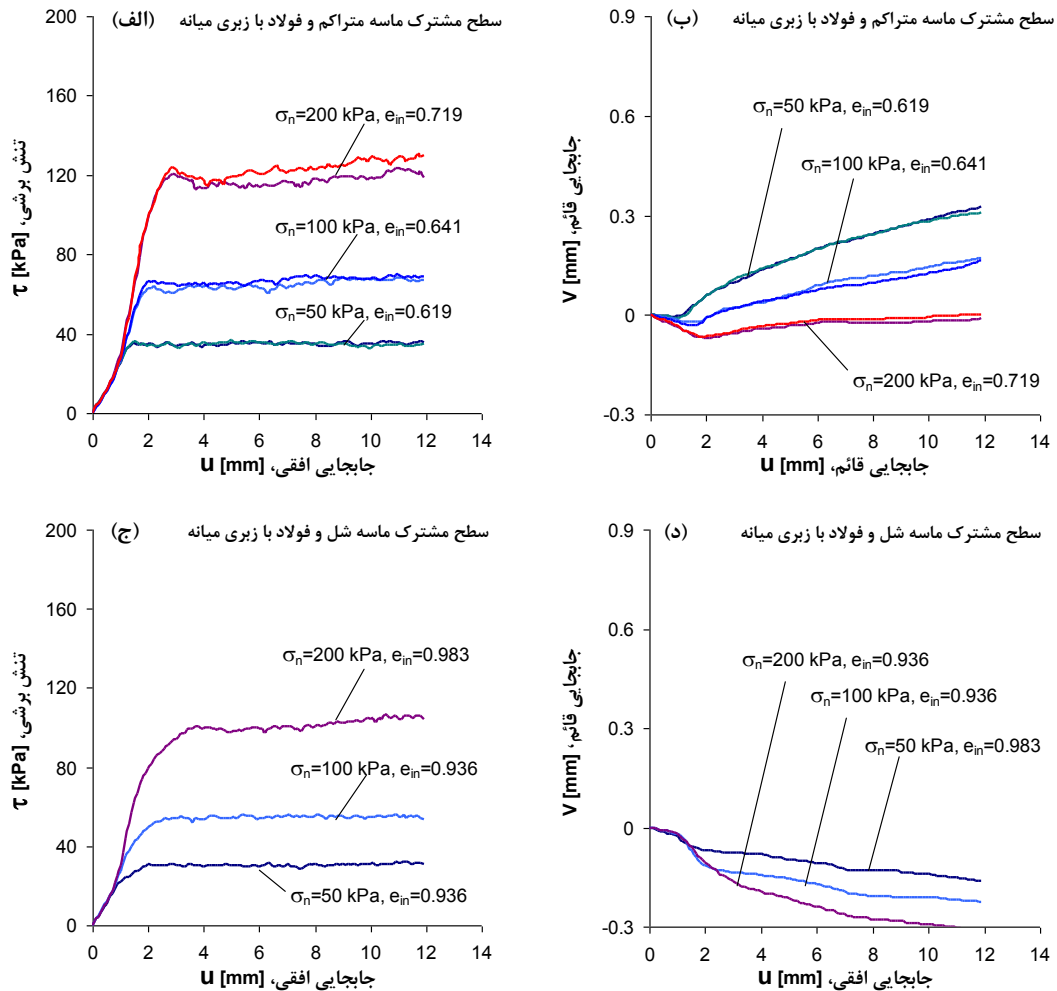 سطح مشترک ماسه متراکم و فولاد با زبری میانه (الف)
200
160
120
80
40
0
تنش برشی، τ [kPa]
σn=200 kPa, ein=0.719
σn=100 kPa, ein=0.641
σn=50 kPa, ein=0.619
0 2 4 6 8 10 12 14
جابجایی افقی، u [mm]
سطح مشترک ماسه متراکم و فولاد با زبری میانه (ب)
0.9
0.6
0.3
0
-0.3
جابجایی قائم، v [mm]
σn=50 kPa, ein=0.619
σn=100 kPa, ein=0.641
σn=200 kPa, ein=0.719
0 2 4 6 8 10 12 14
جابجایی قائم، u [mm]
سطح مشترک ماسه شل و فولاد با زبری میانه (ج)
200
160
120
80
40
0
تنش برشی، τ [kPa]
σn=200 kPa, ein=0.983
σn=100 kPa, ein=0.936
σn=50 kPa, ein=0.936
0 2 4 6 8 10 12 14
جابجایی افقی، u [mm]
سطح مشترک ماسه شل و فولاد با زبری میانه (د)
0.9
0.6
0.3
0
-0.3
جابجایی قائم، v [mm]
σn=200 kPa, ein=0.936
σn=100 kPa, ein=0.936
σn=50 kPa, ein=0.983
0 2 4 6 8 10 12 14
جابجایی افقی، u [mm]